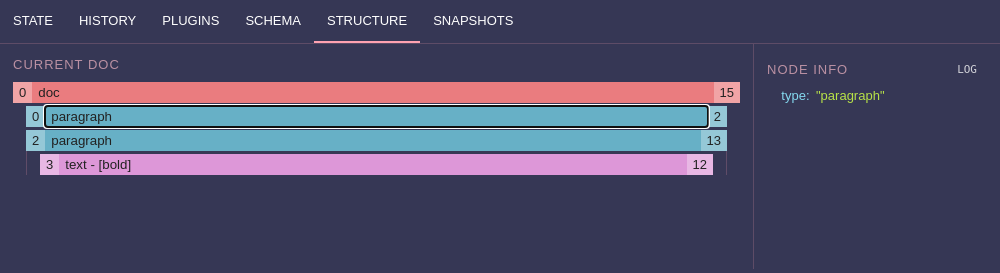 STATE HISTORY PLUGINS SCHEMA STRUCTURE SNAPSHOTS
CURRENT DOC
0 doc 15
0 paragraph 2
2 paragraph 13
3 text - [bold] 12
NODE INFO LOG
type: "paragraph"